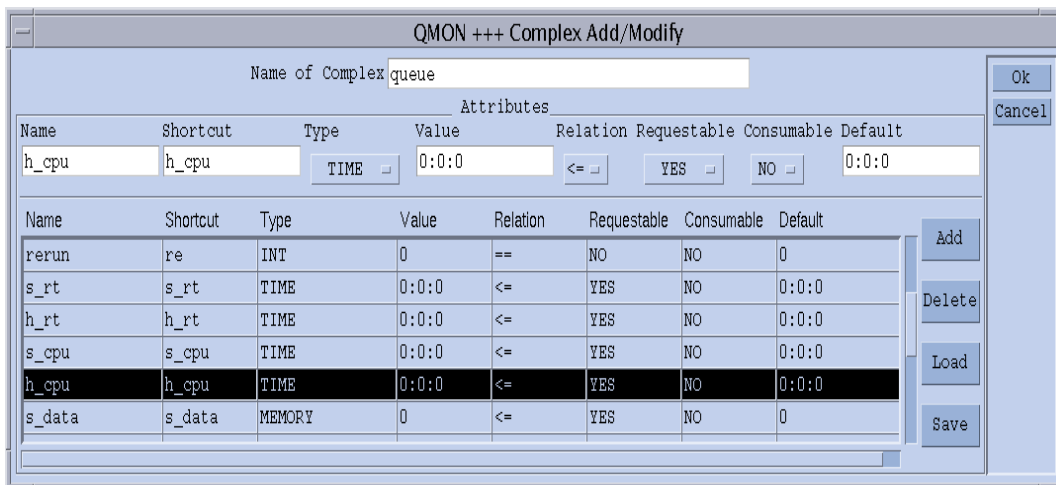 QMON +++ Complex Add/Modify
Name of Complex queue
Ok
Attributes
Cancel
Name Shortcut Type Value Relation Requestable Consumable Default
h_cpu h_cpu TIME 0:0:0 <= YES NO 0:0:0
Name Shortcut Type Value Relation Requestable Consumable Default
Add
rerun re INT 0 == NO NO 0
s_rt s_rt TIME 0:0:0 <= YES NO 0:0:0
Delete
h_rt h_rt TIME 0:0:0 <= YES NO 0:0:0
s_cpu s_cpu TIME 0:0:0 <= YES NO 0:0:0
Load
h_cpu h_cpu TIME 0:0:0 <= YES NO 0:0:0
s_data s_data MEMORY 0 <= YES NO 0
Save